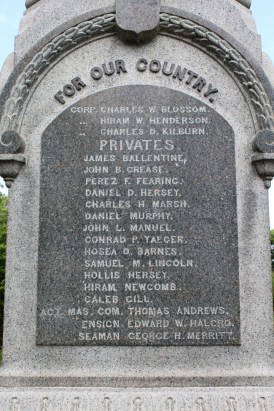 FOR OUR COUNTRY.
CORP. CHARLES W. BLOSSOM.
„ HIRAM W. HENDERSON.
„ CHARLES D. KILBURN.
PRIVATES.
JAMES BALLENTINE,
JOHN B. CREASE.
PEREZ F. FEARING.
DANIEL D. HERSEY.
CHARLES H. MARSH.
DANIEL MURPHY.
JOHN L. MANUEL.
CONRAD P. YAEGER.
HOSEA O. BARNES.
SAMUEL M. LINCOLN.
HOLLIS HERSEY.
HIRAM NEWCOMB.
CALEB GILL.
ACT. MAS. COM. THOMAS ANDREWS.
ENSIGN EDWARD W. HALCRO.
SEAMAN GEORGE H. MERRITT.